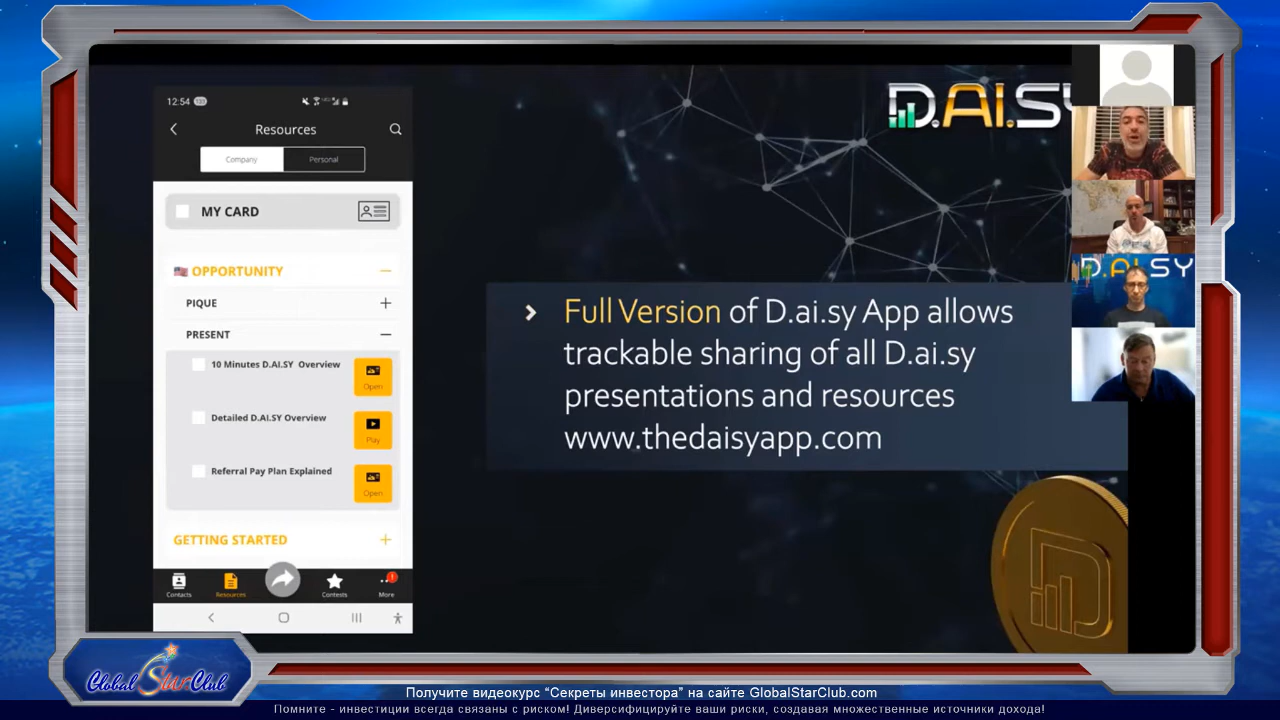 12:54
Resources
Company
Personal
MY CARD
OPPORTUNITY
PIQUE
PRESENT
10 Minutes D.AI.SY Overview
Open
Detailed D.AI.SY Overview
Play
Referral Pay Plan Explained
Open
GETTING STARTED
Contacts
Resources
Contests
More
D.AI.SY
Full Version of D.ai.sy App allows
trackable sharing of all D.ai.sy
presentations and resources
www.thedaisyapp.com
D.AI.SY
Global Star Club
Получите видеокурс “Секреты инвестора” на сайте GlobalStarClub.com
Помните - инвестиции всегда связаны с риском! Диверсифицируйте ваши риски, создавая множественные источники дохода!